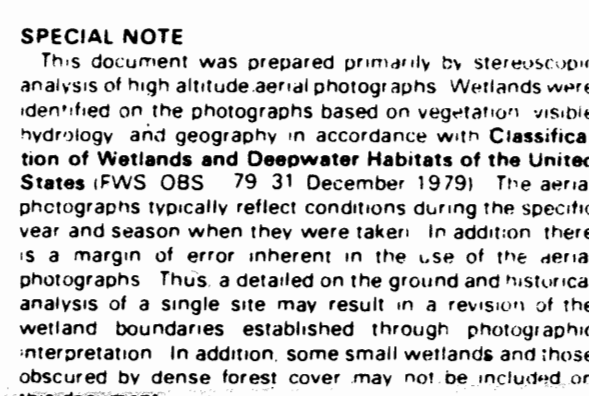 SPECIAL NOTE
This document was prepared primarily by stereoscopic
analysis of high altitude aerial photographs Wetlands were
identified on the photographs based on vegetation visible
hydrology and geography in accordance with Classifica
tion of Wetlands and Deepwater Habitats of the United
States (FWS OBS 79 31 December 1979) The aeria
photographs typically reflect conditions during the specific
year and season when they were taken In addition there
is a margin of error inherent in the use of the aeria
photographs Thus, a detailed on the ground and historica
analysis of a single site may result in a revision of the
wetland boundaries established through photographic
interpretation In addition, some small wetlands and those
obscured by dense forest cover may not be included on